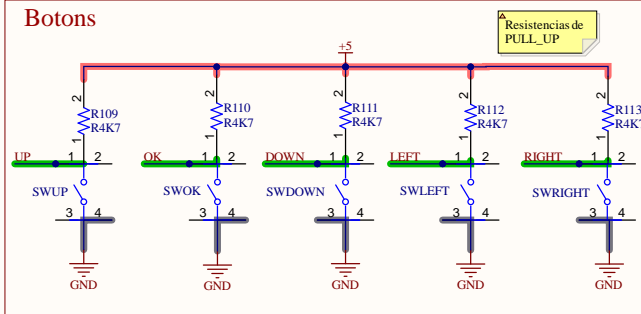 Botons
Resistencias de
PULL_UP
+5
2 2 2 2 2
R109 R110 R111 R112 R113
R4K7 R4K7 R4K7 R4K7 R4K7
1 1 1 1 1
UP 1 2 OK 1 2 DOWN 1 2 LEFT 1 2 RIGHT 1 2
SWUP SWOK SWDOWN SWLEFT SWRIGHT
3 4 3 4 3 4 3 4 3 4
GND GND GND GND GND